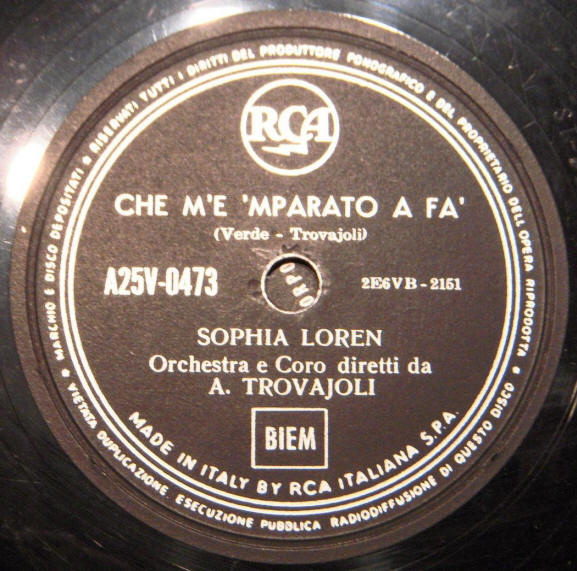 MARCHIO E DISCO DEPOSITATI • RISERVATI TUTTI I DIRITTI DEL PRODUTTORE FONOGRAFICO E DEL PROPRIETARIO DELL OPERA RIPRODOTTA •
RCA
CHE M'E 'MPARATO A FA'
(Verde - Trovajoli)
A25V-0473
2E6VB-2151
SOPHIA LOREN
Orchestra e Coro diretti da
A. TROVAJOLI
BIEM
MADE IN ITALY BY RCA ITALIANA S.P.A.
VIETATA DUPLICAZIONE, ESECUZIONE PUBBLICA RADIODIFFUSIONE DI QUESTO DISCO •